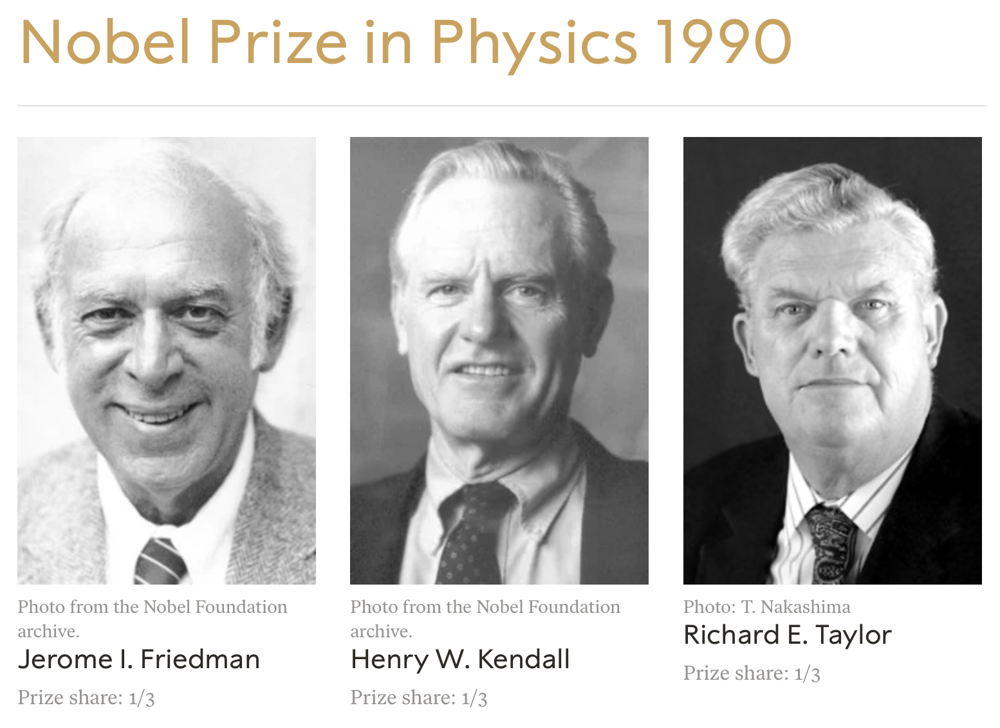 Nobel Prize in Physics 1990
Photo from the Nobel Foundation
archive.
Jerome I. Friedman
Prize share: 1/3
Photo from the Nobel Foundation
archive.
Henry W. Kendall
Prize share: 1/3
Photo: T. Nakashima
Richard E. Taylor
Prize share: 1/3